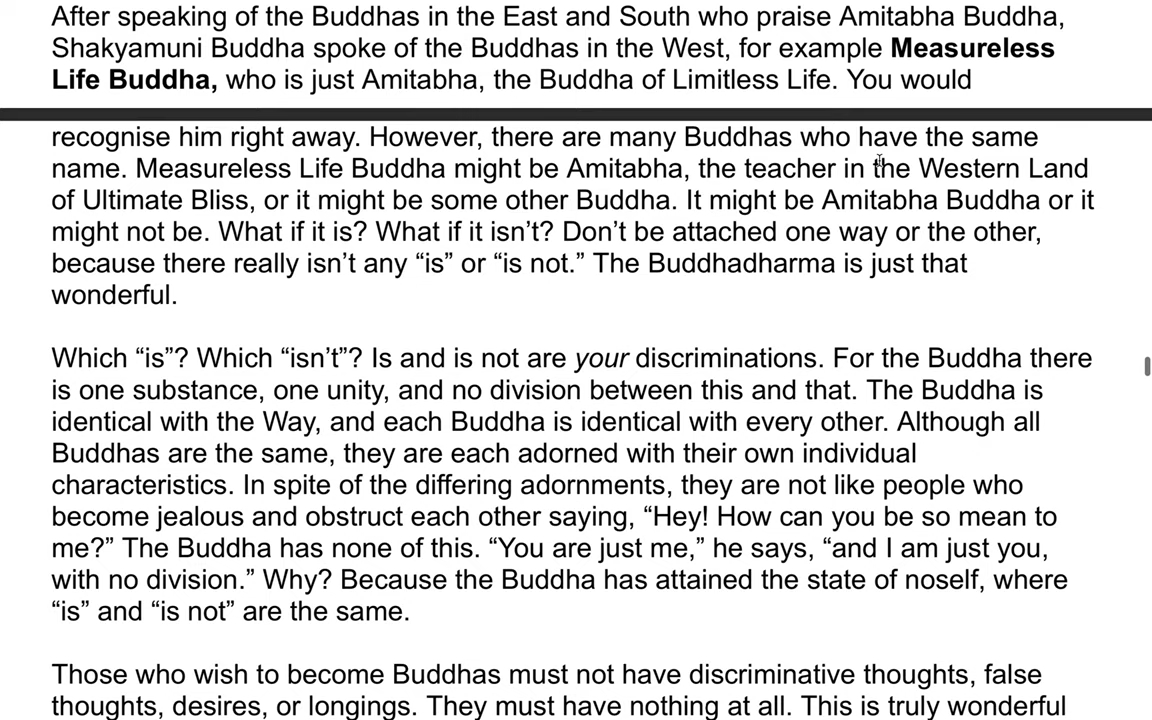 After speaking of the Buddhas in the East and South who praise Amitabha Buddha,
Shakyamuni Buddha spoke of the Buddhas in the West, for example Measureless
Life Buddha, who is just Amitabha, the Buddha of Limitless Life. You would
recognise him right away. However, there are many Buddhas who have the same
name. Measureless Life Buddha might be Amitabha, the teacher in the Western Land
of Ultimate Bliss, or it might be some other Buddha. It might be Amitabha Buddha or it
might not be. What if it is? What if it isn’t? Don’t be attached one way or the other,
because there really isn’t any “is” or “is not.” The Buddhadharma is just that
wonderful.
Which “is”? Which “isn’t”? Is and is not are your discriminations. For the Buddha there
is one substance, one unity, and no division between this and that. The Buddha is
identical with the Way, and each Buddha is identical with every other. Although all
Buddhas are the same, they are each adorned with their own individual
characteristics. In spite of the differing adornments, they are not like people who
become jealous and obstruct each other saying, “Hey! How can you be so mean to
me?” The Buddha has none of this. “You are just me,” he says, “and I am just you,
with no division.” Why? Because the Buddha has attained the state of noself, where
“is” and “is not” are the same.
Those who wish to become Buddhas must not have discriminative thoughts, false
thoughts, desires, or longings. They must have nothing at all. This is truly wonderful